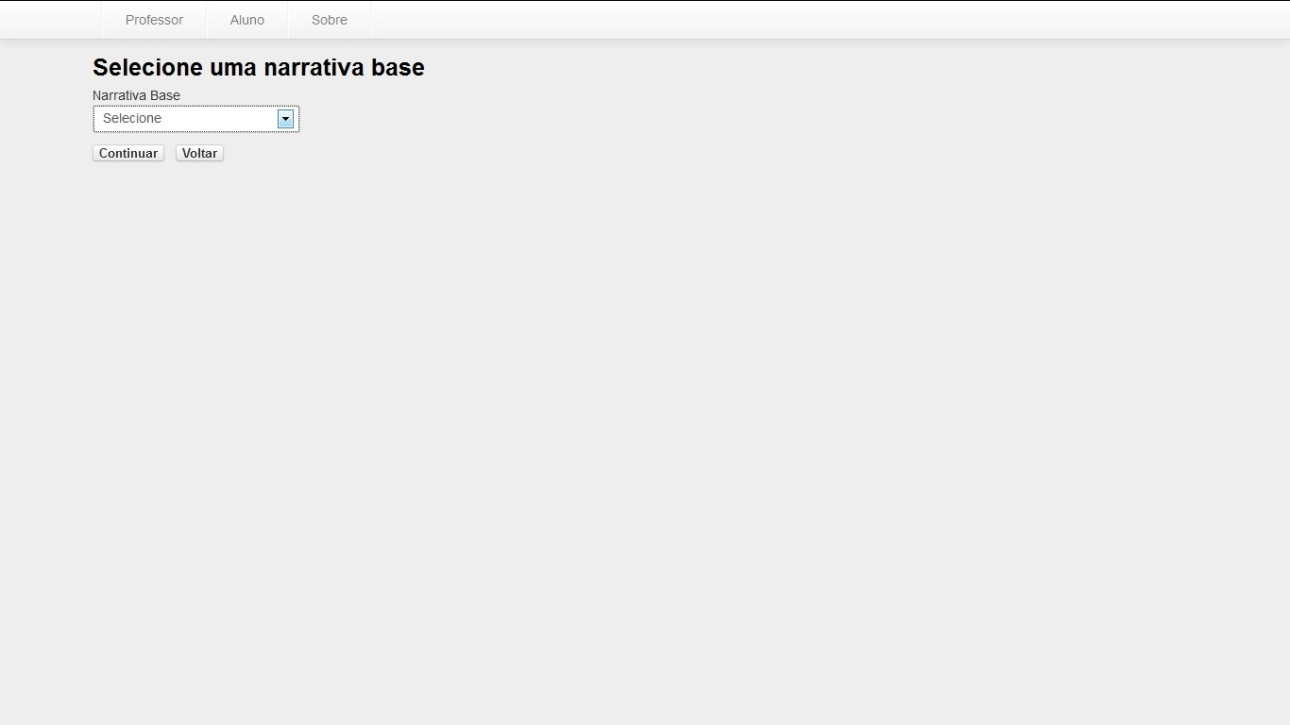 Professor Aluno Sobre
Selecione uma narrativa base
Narrativa Base
Selecione
Continuar Voltar